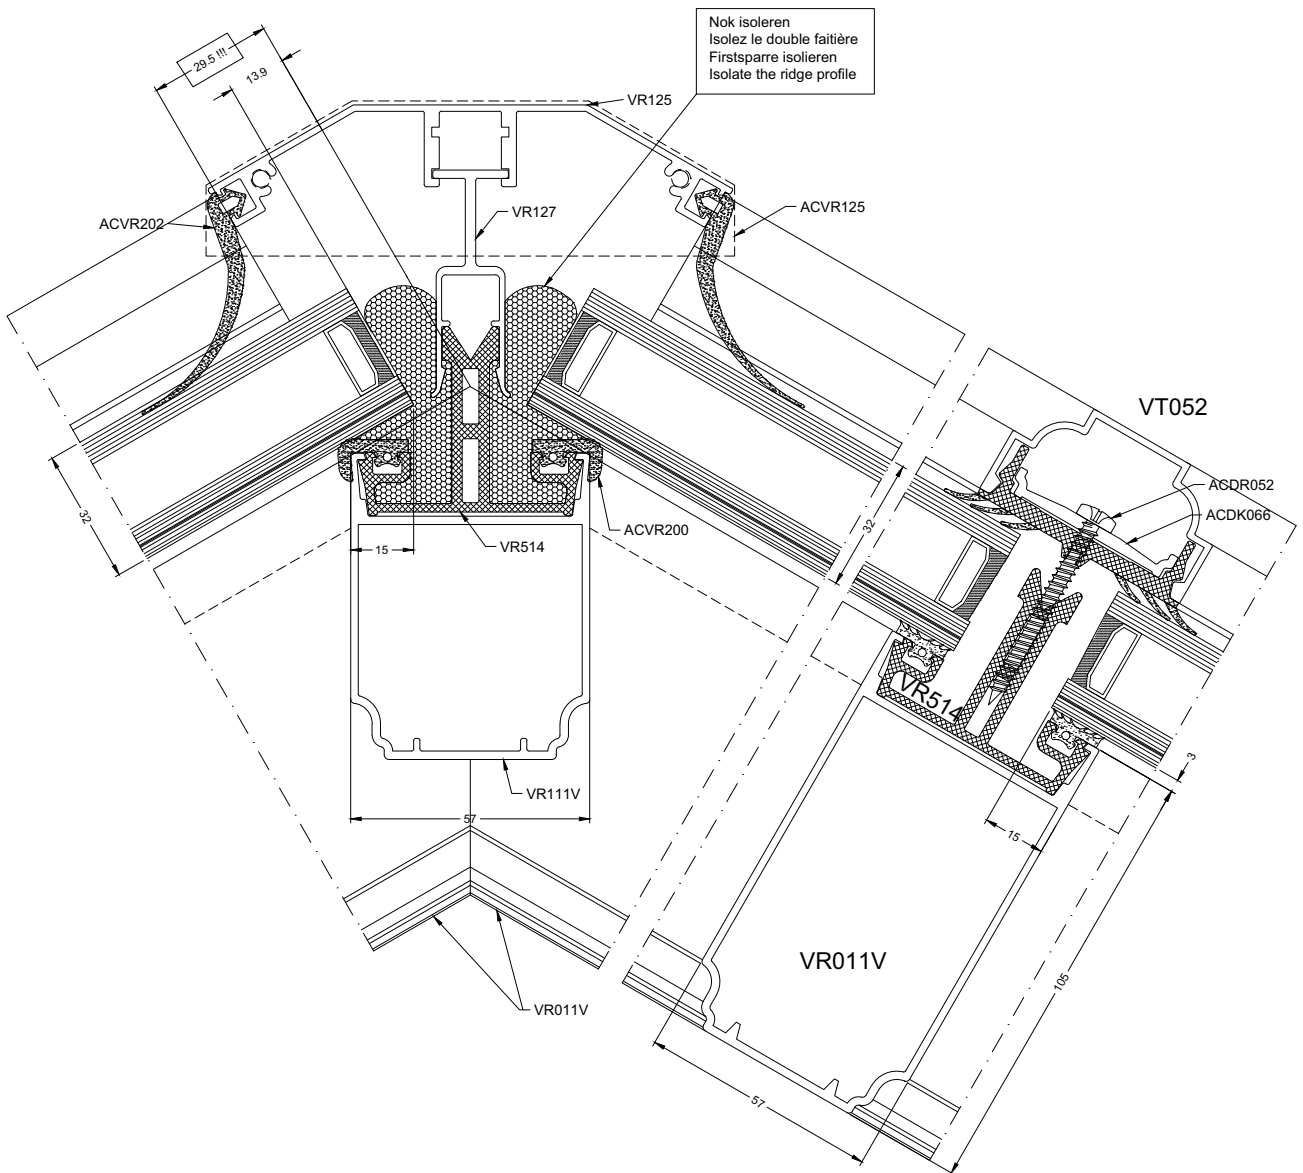 Nok isoleren
Isolez le double faitière
Firstsparre isolieren
Isolate the ridge profile
29.5 !!!
13.9
VR125
ACVR202
VR127
ACVR125
VT052
ACDR052
ACDK066
32
32
15
VR514
ACVR200
VR514
3
VR111V
57
15
VR011V
105
VR011V
57